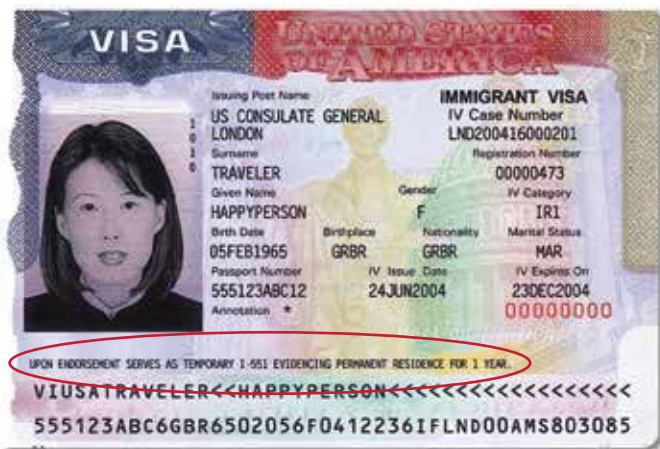 VISA
UNITED STATES
OF AMERICA
Issuing Post Name
IMMIGRANT VISA
US CONSULATE GENERAL
LONDON
IV Case Number
LND200416000201
Surname
Registration Number
TRAVELER
00000473
Given Name
Gender
IV Category
HAPPYPERSON
F
IR1
Birth Date
Birthplace
Nationality
Marital Status
05FEB1965
GRBR
GRBR
MAR
Passport Number
IV Issue Date
IV Expires On
555123ABC12
24JUN2004
23DEC2004
Annotation *
00000000
1010
UPON ENDORSEMENT SERVES AS TEMPORARY I-551 EVIDENCING PERMANENT RESIDENCE FOR 1 YEAR.
VIUSATRAVELER<<HAPPYPERSON<<<<<<<<<<<<<<<<<<
555123ABC6GBR6502056F0412236IFLND00AMS803085